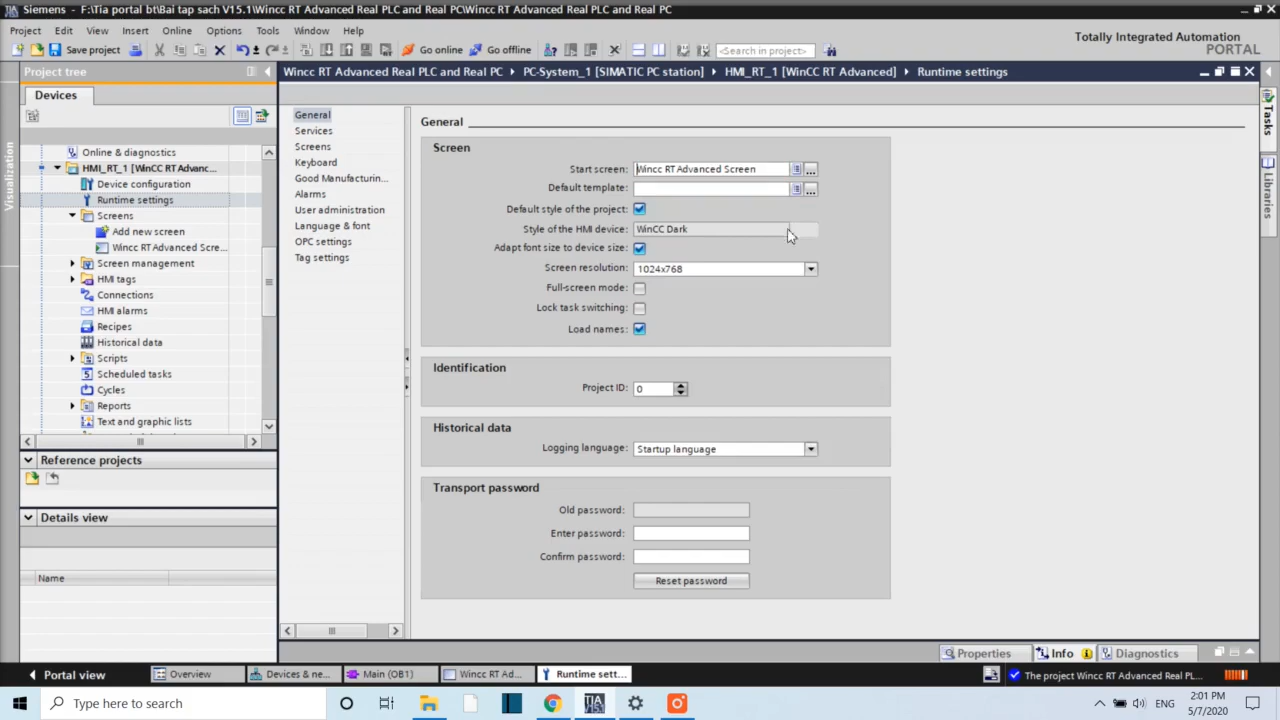 Siemens - F:\Tia portal bt\Bai tap sach V15.1\Wincc RT Advanced Real PLC and Real PC\Wincc RT Advanced Real PLC and Real PC
Project Edit View Insert Online Options Tools Window Help
Totally Integrated Automation
PORTAL
Save project
Go online
Go offline
<Search in project>
Project tree
Wincc RT Advanced Real PLC and Real PC
PC-System_1 [SIMATIC PC station]
HMI_RT_1 [WinCC RT Advanced]
Runtime settings
Devices
Visualization
Tasks
Libraries
Online & diagnostics
HMI_RT_1 [WinCC RT Advanc...
Device configuration
Runtime settings
Screens
Add new screen
Wincc RT Advanced Scre...
Screen management
HMI tags
Connections
HMI alarms
Recipes
Historical data
Scripts
Scheduled tasks
Cycles
Reports
Text and graphic lists
Reference projects
Details view
Name
General
Services
Screens
Keyboard
Good Manufacturin...
Alarms
User administration
Language & font
OPC settings
Tag settings
General
Screen
Start screen: Wincc RT Advanced Screen
Default template:
Default style of the project:
Style of the HMI device: WinCC Dark
Adapt font size to device size:
Screen resolution: 1024x768
Full-screen mode:
Lock task switching:
Load names:
Identification
Project ID: 0
Historical data
Logging language: Startup language
Transport password
Old password:
Enter password:
Confirm password:
Reset password
Properties
Info
Diagnostics
Portal view
Overview
Devices & ne...
Main (OB1)
Wincc RT Ad...
Runtime sett...
The project Wincc RT Advanced Real PL...
Type here to search
ENG
2:01 PM
5/7/2020